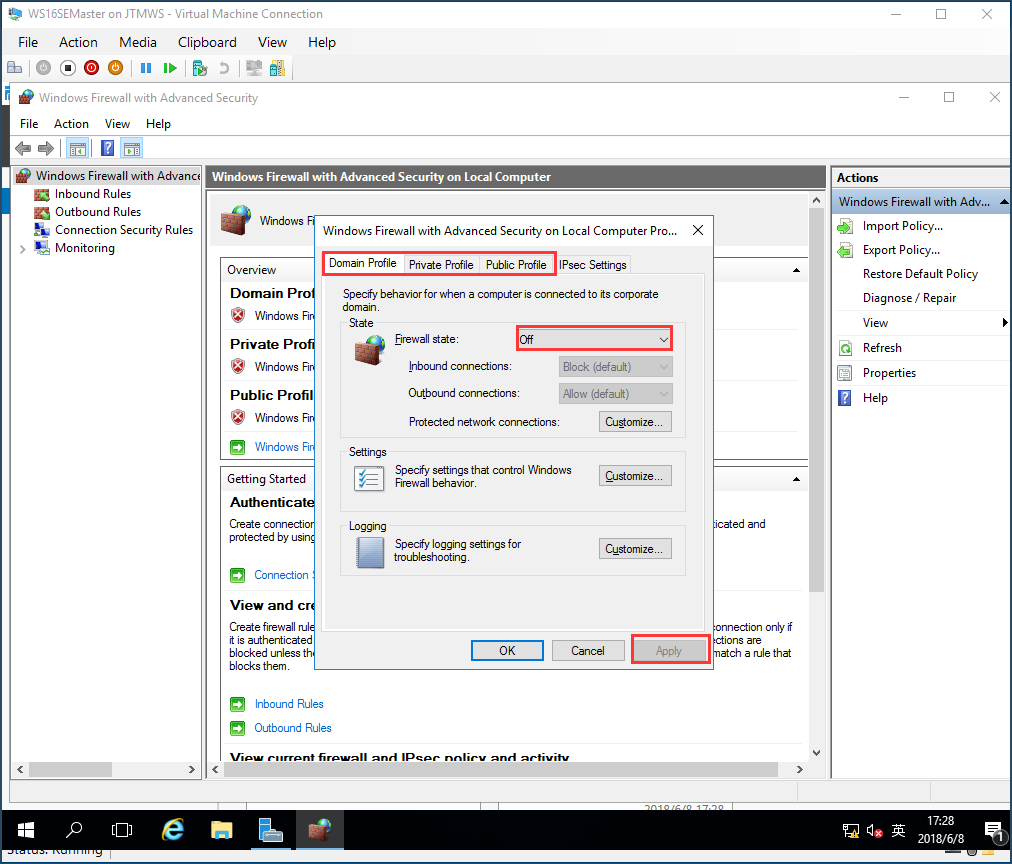 WS16SEMaster on JTMWS - Virtual Machine Connection
File Action Media Clipboard View Help
Windows Firewall with Advanced Security
File Action View Help
Windows Firewall with Advance
Inbound Rules
Outbound Rules
Connection Security Rules
Monitoring
Windows Firewall with Advanced Security on Local Computer
Windows Fi
Overview
Domain Prof
Windows Fir
Private Profi
Windows Fir
Public Profil
Windows Fir
Windows Fir
Getting Started
Authenticate
Create connection
ticated and
protected by using
Connection S
View and cre
Create firewall rule
onnection only if
it is authenticated
ctions are
blocked unless the
match a rule that
blocks them.
Inbound Rules
Outbound Rules
View current firewall and IPsec policy and activity
Windows Firewall with Advanced Security on Local Computer Pro...
Domain Profile Private Profile Public Profile IPsec Settings
Specify behavior for when a computer is connected to its corporate
domain.
State
Firewall state: Off
Inbound connections: Block (default)
Outbound connections: Allow (default)
Protected network connections: Customize...
Settings
Specify settings that control Windows
Firewall behavior.
Customize...
Logging
Specify logging settings for
troubleshooting.
Customize...
OK Cancel Apply
Actions
Windows Firewall with Adv...
Import Policy...
Export Policy...
Restore Default Policy
Diagnose / Repair
View
Refresh
Properties
Help
2018/6/8 17:28
英
17:28
2018/6/8
1
Status: Running